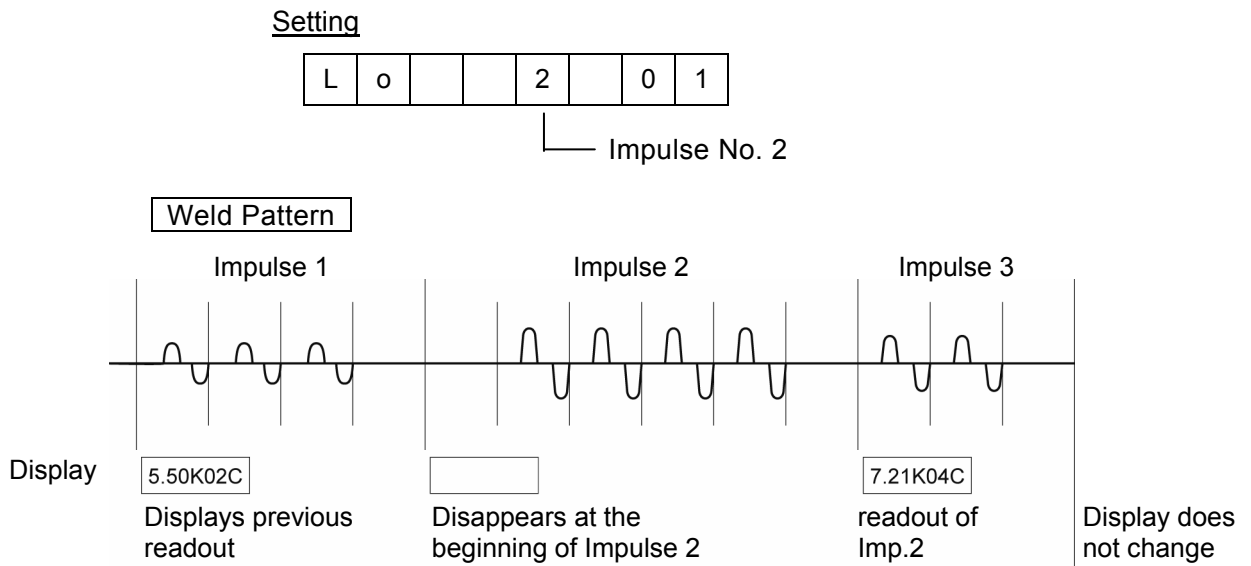 Setting
L o 2 0 1
Impulse No. 2
Weld Pattern
Impulse 1 Impulse 2 Impulse 3
Display 5.50K02C 7.21K04C
Displays previous Disappears at the readout of Display does
readout beginning of Impulse 2 Imp.2 not change